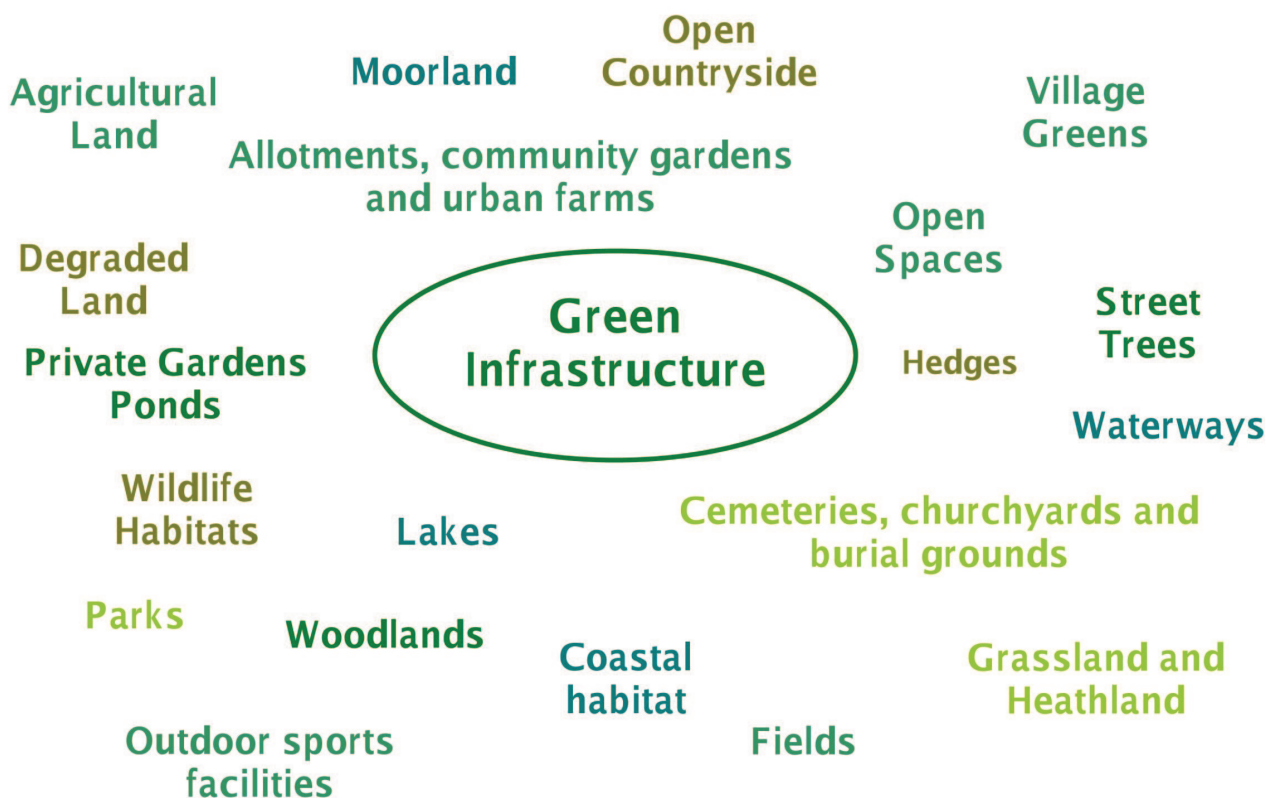 Open
Countryside
Moorland
Agricultural
Land
Village
Greens
Allotments, community gardens
and urban farms
Open
Spaces
Degraded
Land
Green
Infrastructure
Street
Trees
Private Gardens
Ponds
Hedges
Waterways
Wildlife
Habitats
Lakes
Cemeteries, churchyards and
burial grounds
Parks
Woodlands
Coastal
habitat
Grassland and
Heathland
Outdoor sports
facilities
Fields